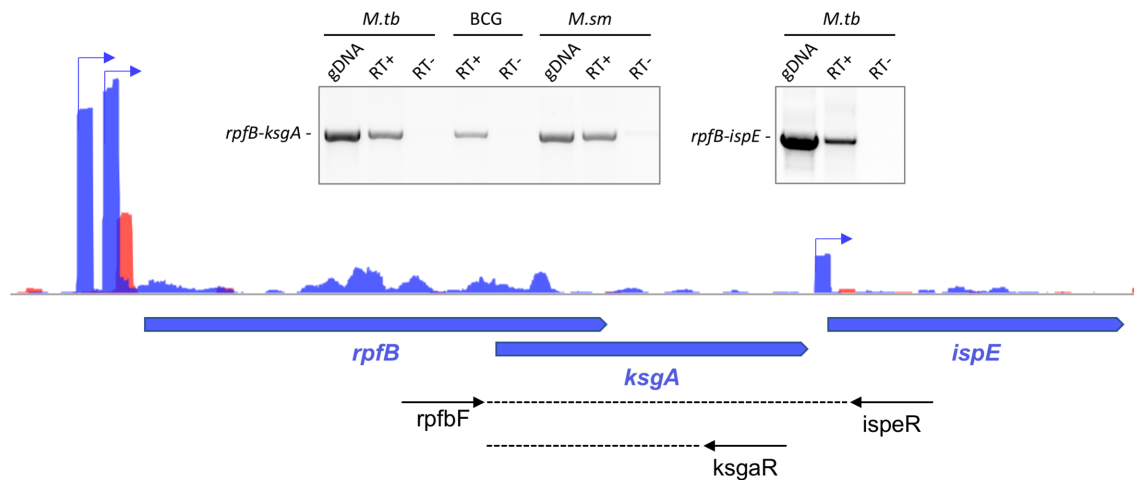 M.tb BCG M.sm M.tb
gDNA RT+ RT- RT+ RT- gDNA RT+ RT- gDNA RT+ RT-
rpfB-ksgA - rpfB-ispE -
rpfB ispE
ksgA
rpfbF ispeR
ksgaR